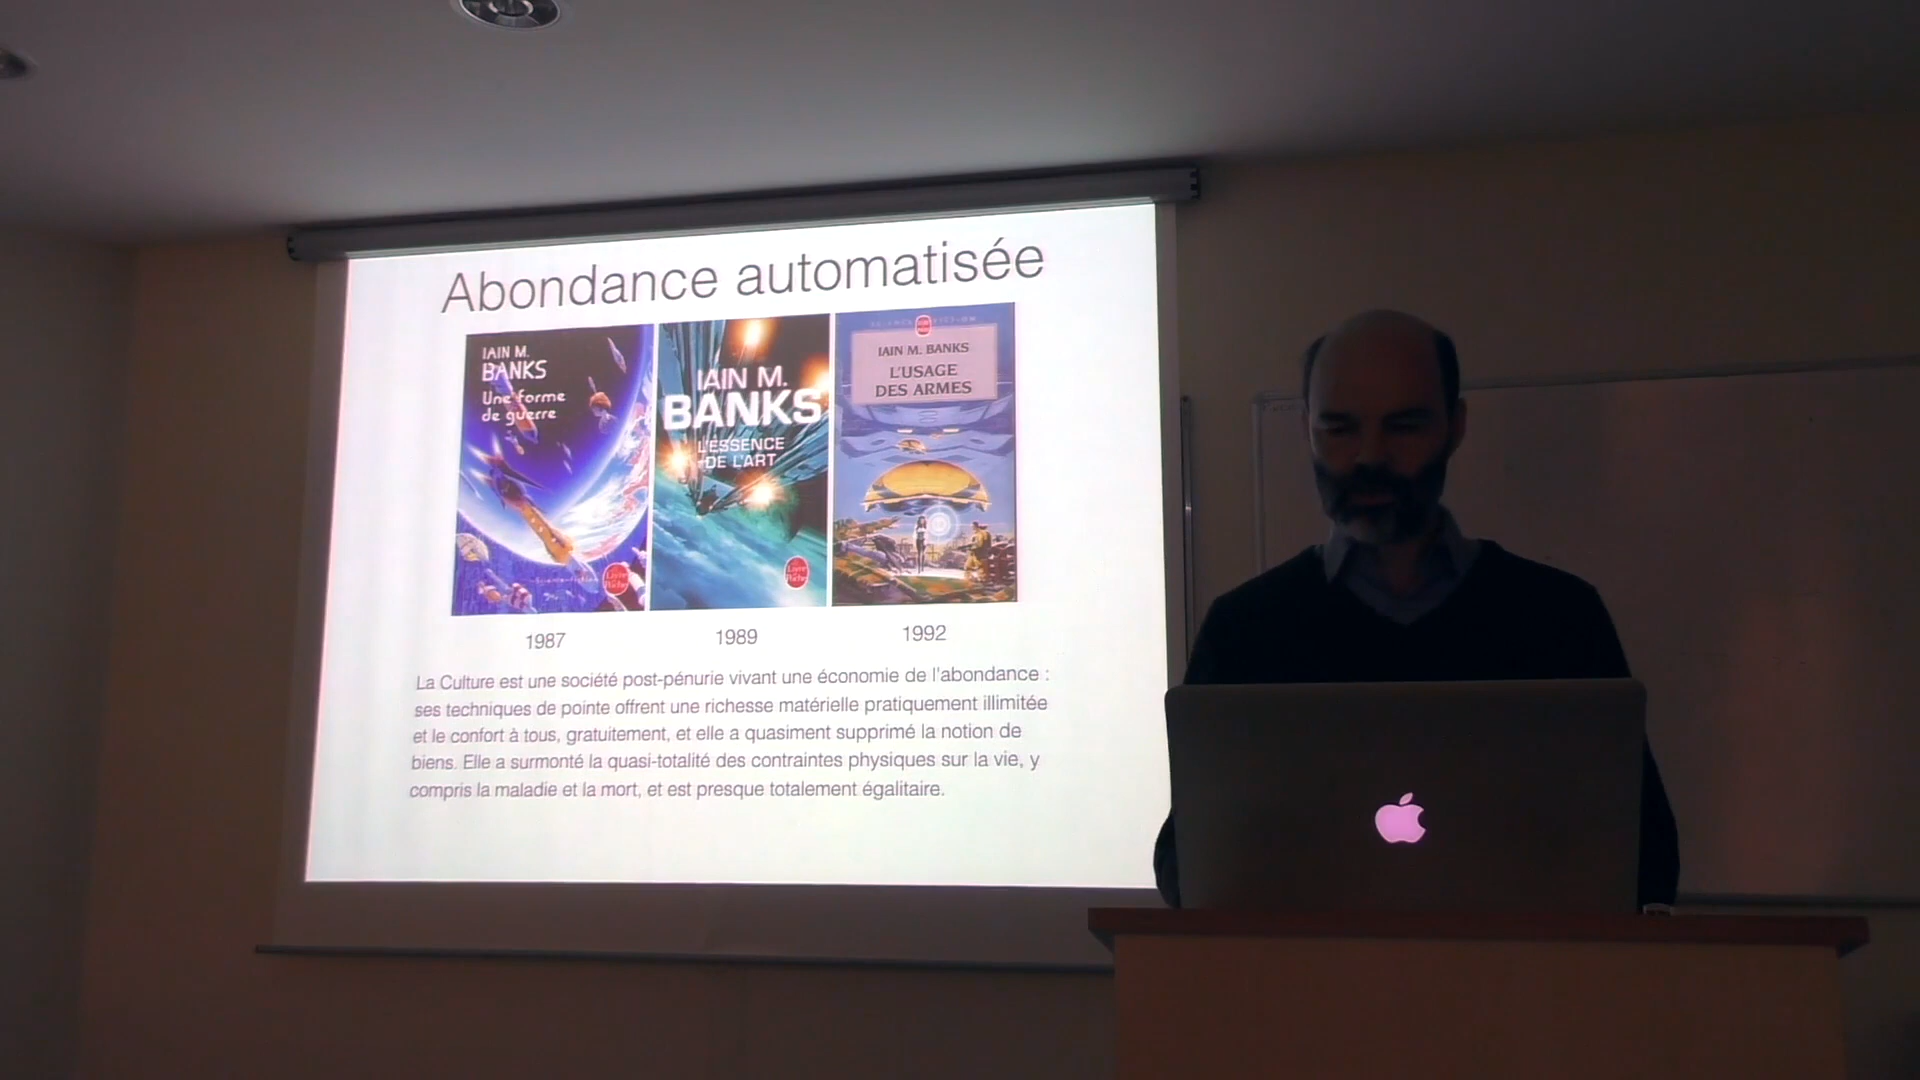 Abondance automatisée
IAIN M.
BANKS
Une forme
de guerre
IAIN M.
BANKS
L'ESSENCE
DE L'ART
SCIENCE FICTION
IAIN M. BANKS
L'USAGE
DES ARMES
science-fiction
1987
1989
1992
La Culture est une société post-pénurie vivant une économie de l'abondance :
ses techniques de pointe offrent une richesse matérielle pratiquement illimitée
et le confort à tous, gratuitement, et elle a quasiment supprimé la notion de
biens. Elle a surmonté la quasi-totalité des contraintes physiques sur la vie, y
compris la maladie et la mort, et est presque totalement égalitaire.